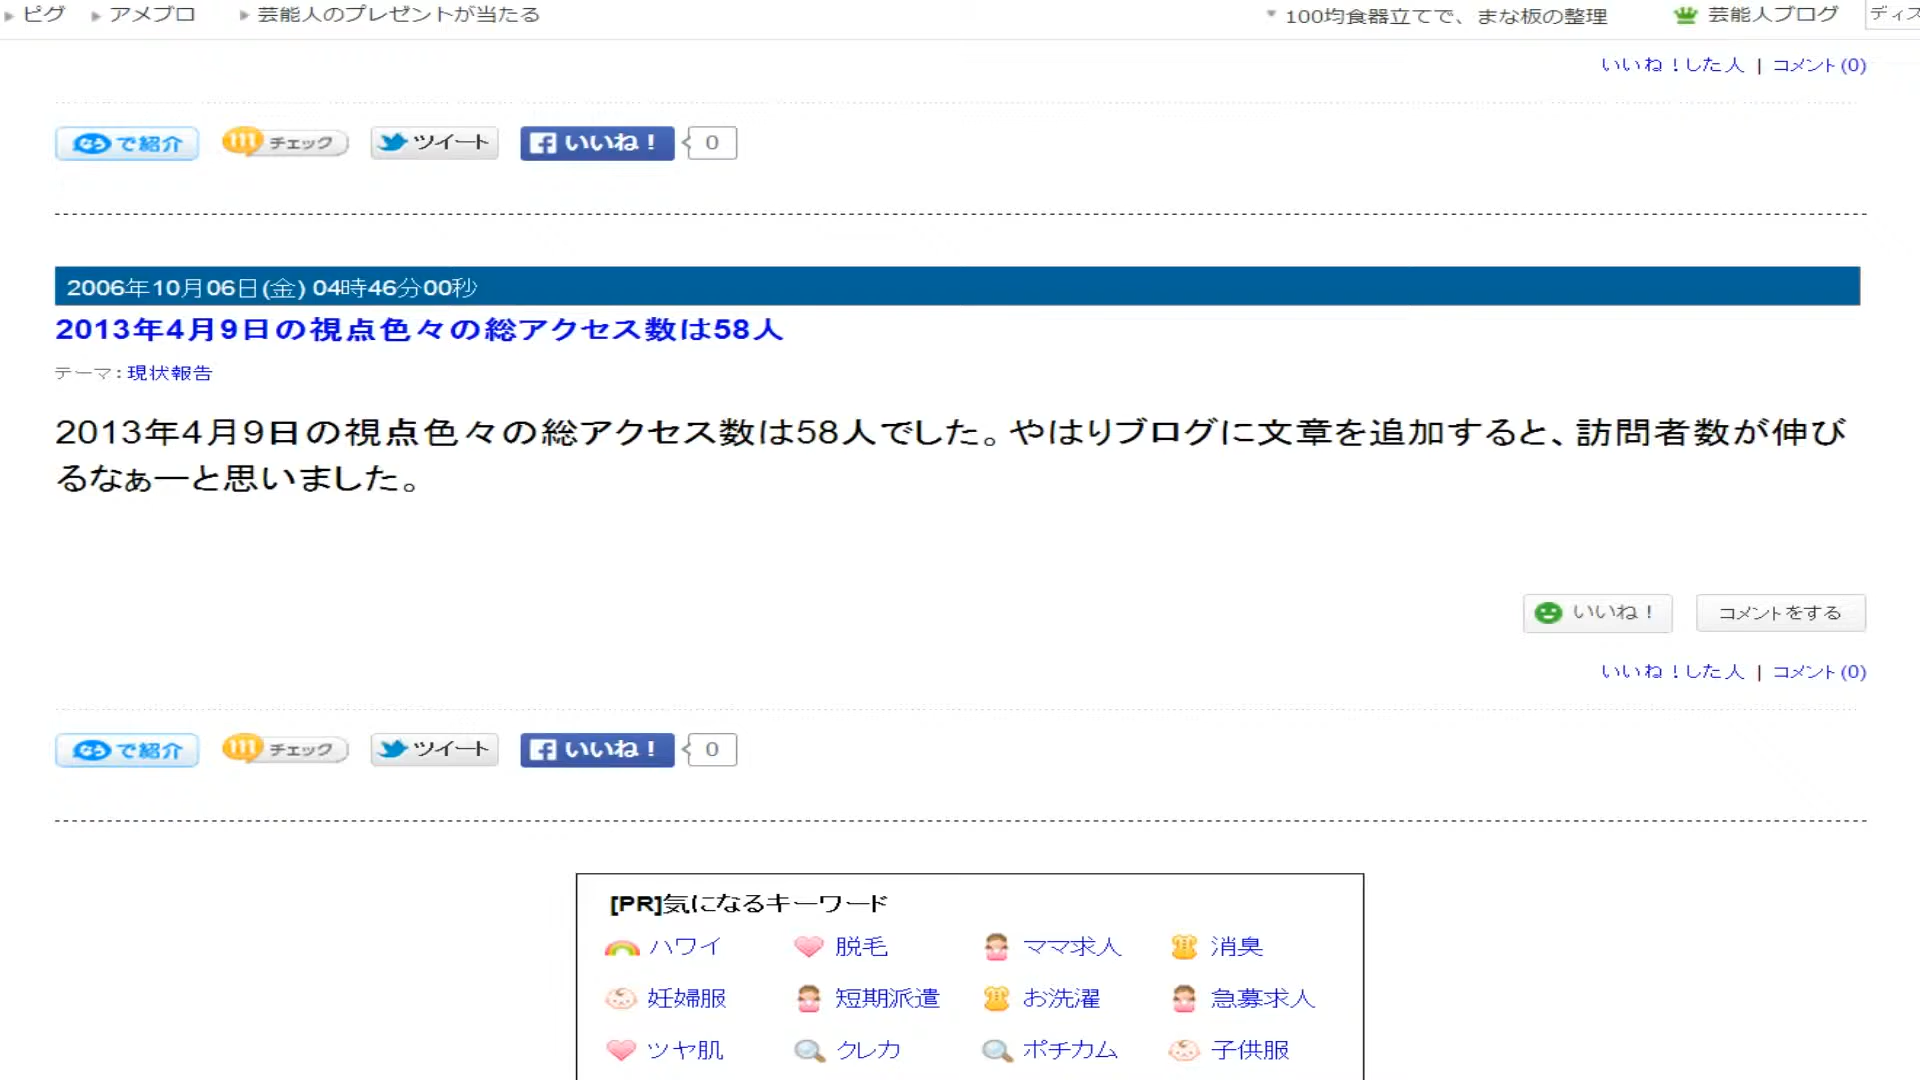 ピグ アメブロ 芸能人のプレゼントが当たる 100均食器立てで、まな板の整理 芸能人ブログ ディス
いいね！した人 | コメント(0)
で紹介 チェック ツイート いいね！ 0
2006年10月06日(金) 04時46分00秒
2013年4月9日の視点色々の総アクセス数は58人
テーマ：現状報告
2013年4月9日の視点色々の総アクセス数は58人でした。やはりブログに文章を追加すると、訪問者数が伸び
るなぁーと思いました。
いいね！ コメントをする
いいね！した人 | コメント(0)
で紹介 チェック ツイート いいね！ 0
[PR]気になるキーワード
ハワイ 脱毛 ママ求人 消臭
妊婦服 短期派遣 お洗濯 急募求人
ツヤ肌 クレカ ポチカム 子供服